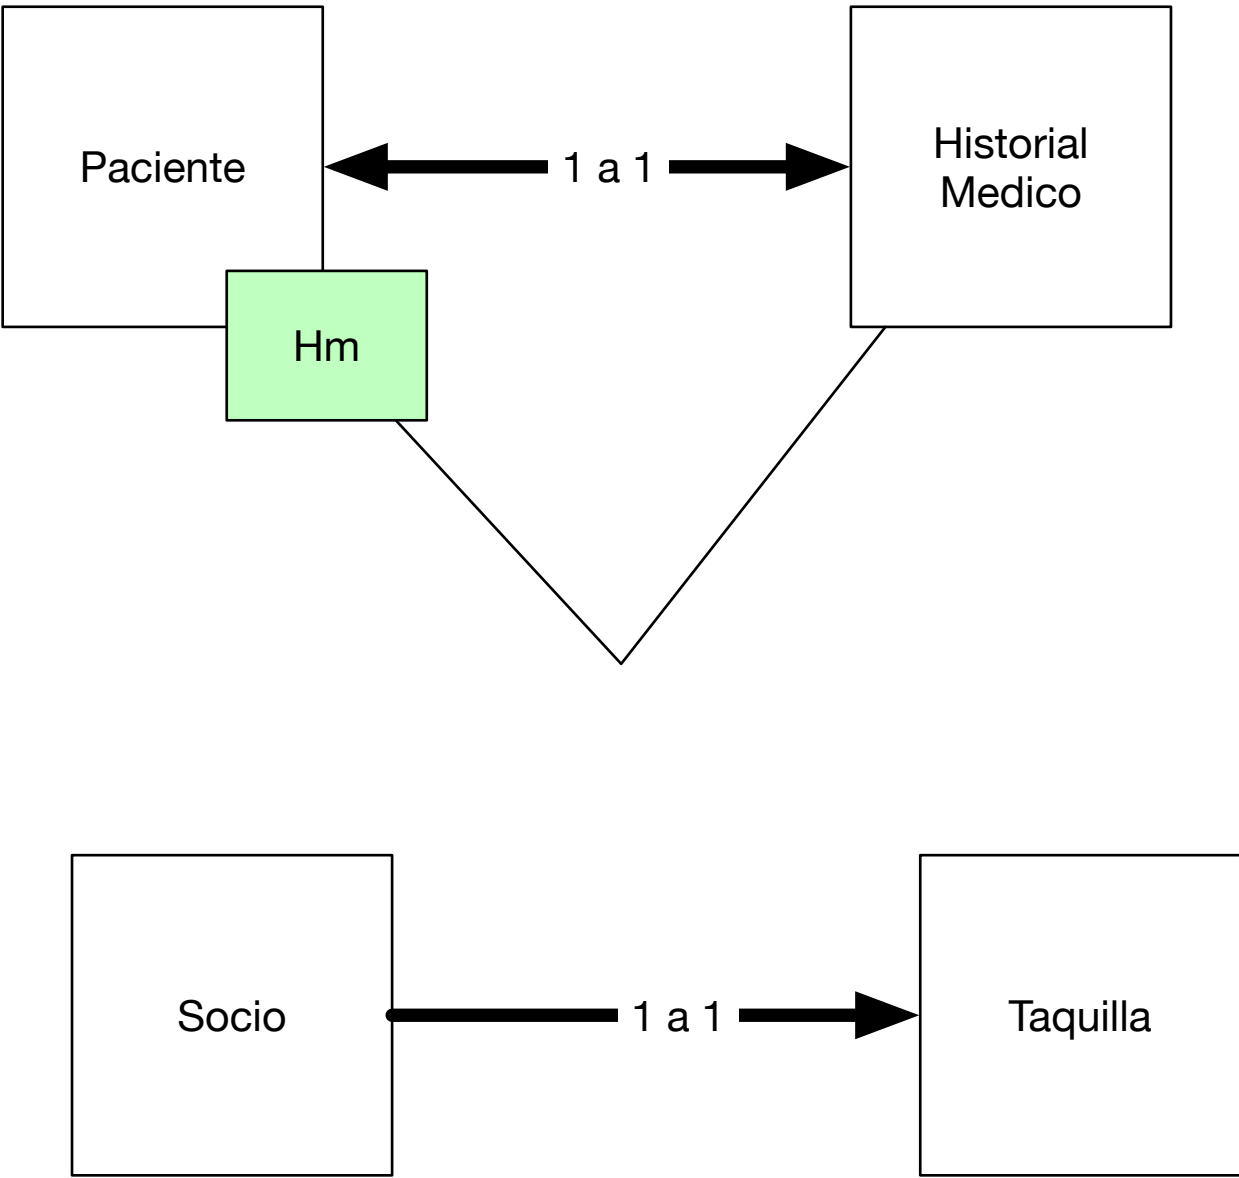 Paciente
1 a 1
Historial
Medico
Hm
Socio
1 a 1
Taquilla